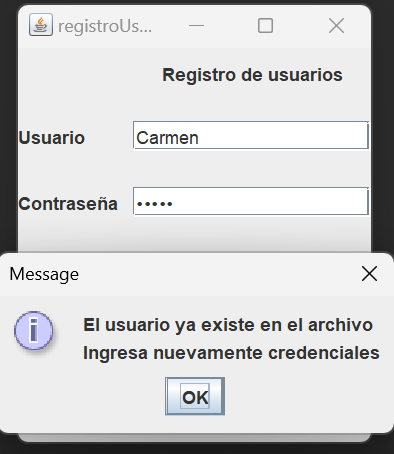 registroUs...
Registro de usuarios
Usuario
Carmen
Contraseña
•••••
Message
El usuario ya existe en el archivo
Ingresa nuevamente credenciales
OK